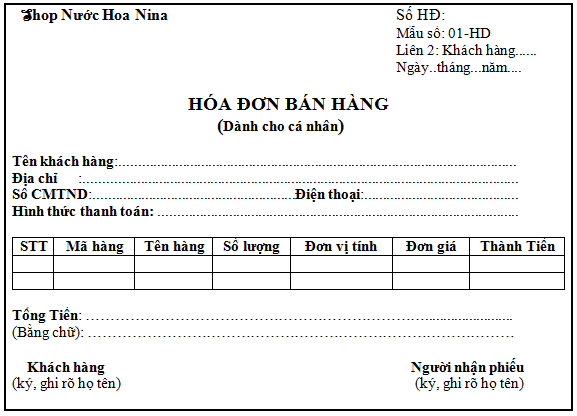 Shop Nước Hoa Nina
Số HĐ:
Mẫu số: 01-HD
Liên 2: Khách hàng......
Ngày..tháng...năm....
HÓA ĐƠN BÁN HÀNG
(Dành cho cá nhân)
Tên khách hàng:....................................................................................................................
Địa chỉ :..............................................................................................................................
Số CMTND:............................................................Điện thoại:.............................................
Hình thức thanh toán: .........................................................................................................
STT Mã hàng Tên hàng Số lượng Đơn vị tính Đơn giá Thành Tiền
Tổng Tiền: ……………………………………………………...........................
(Bằng chữ): …………………………………………………………………………
Khách hàng Người nhận phiếu
(ký, ghi rõ họ tên) (ký, ghi rõ họ tên)